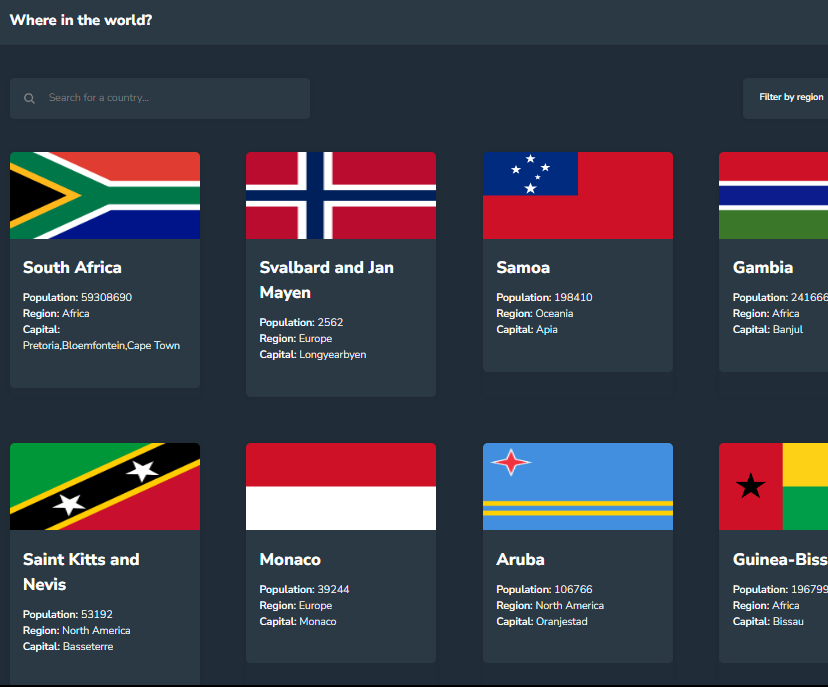 Where in the world?
Search for a country...
Filter by region
South Africa
Population: 59308690
Region: Africa
Capital:
Pretoria,Bloemfontein,Cape Town
Svalbard and Jan
Mayen
Population: 2562
Region: Europe
Capital: Longyearbyen
Samoa
Population: 198410
Region: Oceania
Capital: Apia
Gambia
Population: 241666
Region: Africa
Capital: Banjul
Saint Kitts and
Nevis
Population: 53192
Region: North America
Capital: Basseterre
Monaco
Population: 39244
Region: Europe
Capital: Monaco
Aruba
Population: 106766
Region: North America
Capital: Oranjestad
Guinea-Biss
Population: 196799
Region: Africa
Capital: Bissau